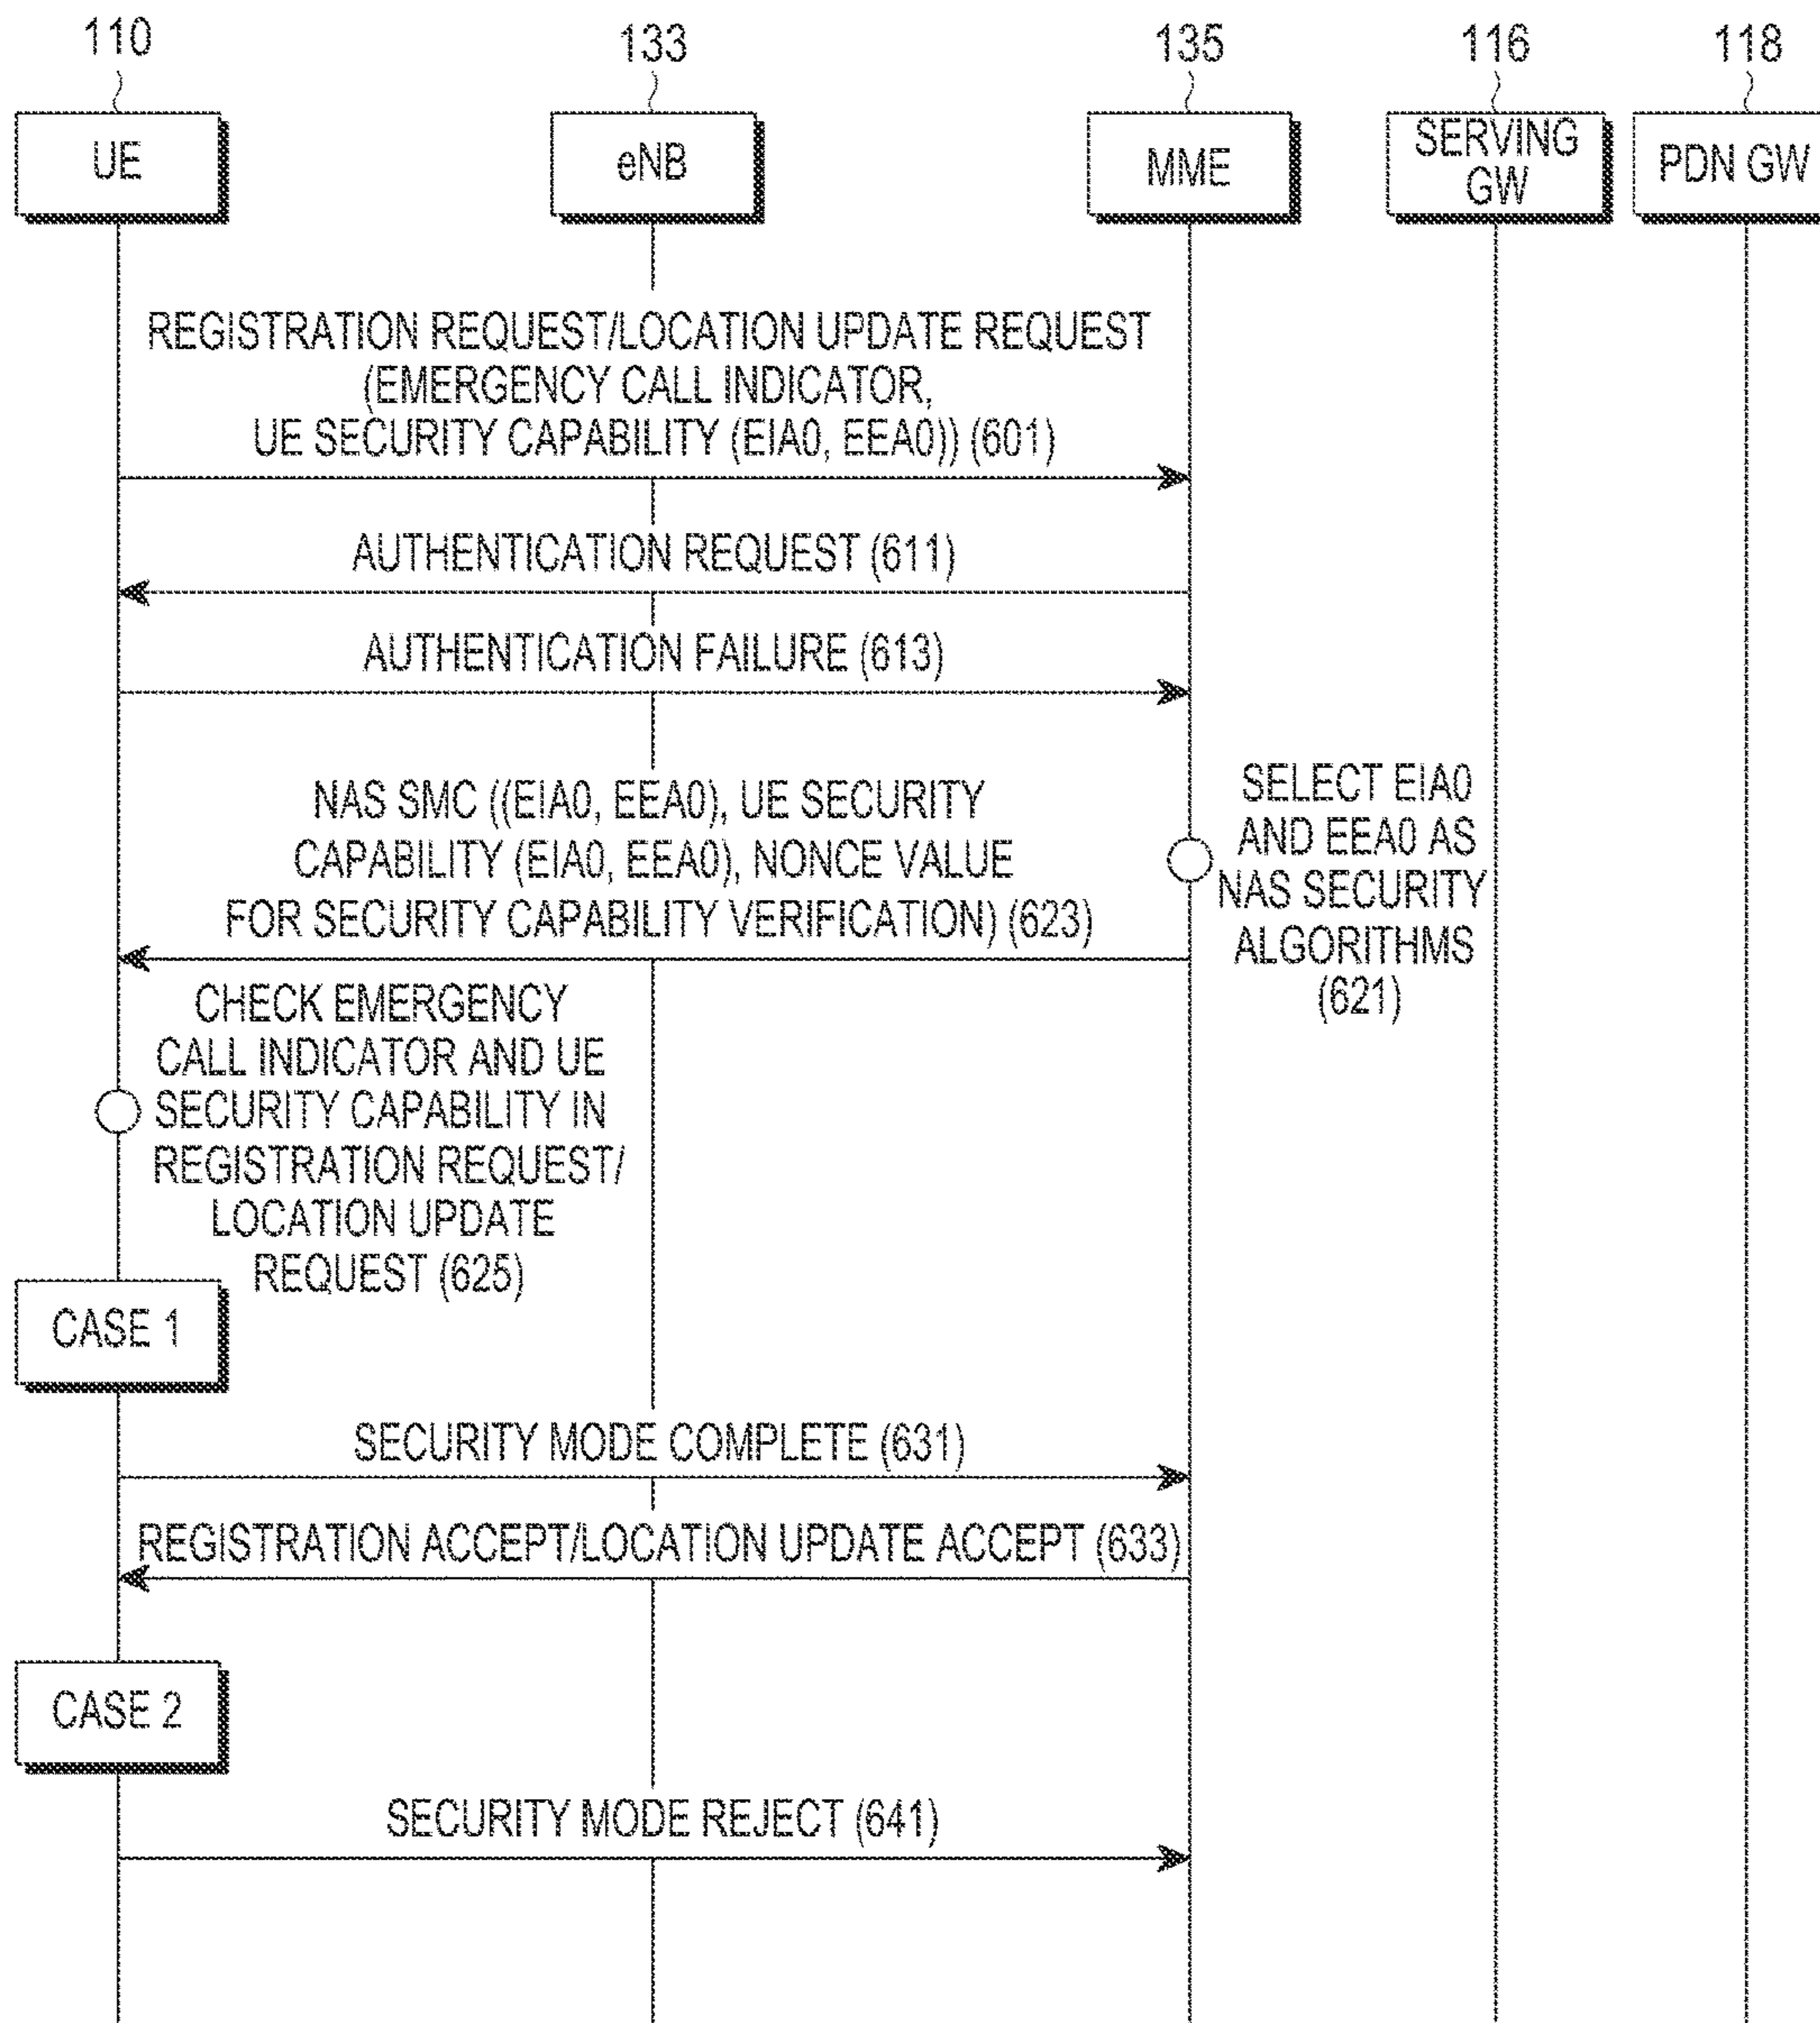 110
133
135
116
118
UE
eNB
MME
SERVING
GW
PDN GW
REGISTRATION REQUEST/LOCATION UPDATE REQUEST
(EMERGENCY CALL INDICATOR,
UE SECURITY CAPABILITY (EIA0, EEA0)) (601)
AUTHENTICATION REQUEST (611)
AUTHENTICATION FAILURE (613)
SELECT EIA0
AND EEA0 AS
NAS SECURITY
ALGORITHMS
(621)
NAS SMC ((EIA0, EEA0), UE SECURITY
CAPABILITY (EIA0, EEA0), NONCE VALUE
FOR SECURITY CAPABILITY VERIFICATION) (623)
CHECK EMERGENCY
CALL INDICATOR AND UE
SECURITY CAPABILITY IN
REGISTRATION REQUEST/
LOCATION UPDATE
REQUEST (625)
CASE 1
SECURITY MODE COMPLETE (631)
REGISTRATION ACCEPT/LOCATION UPDATE ACCEPT (633)
CASE 2
SECURITY MODE REJECT (641)